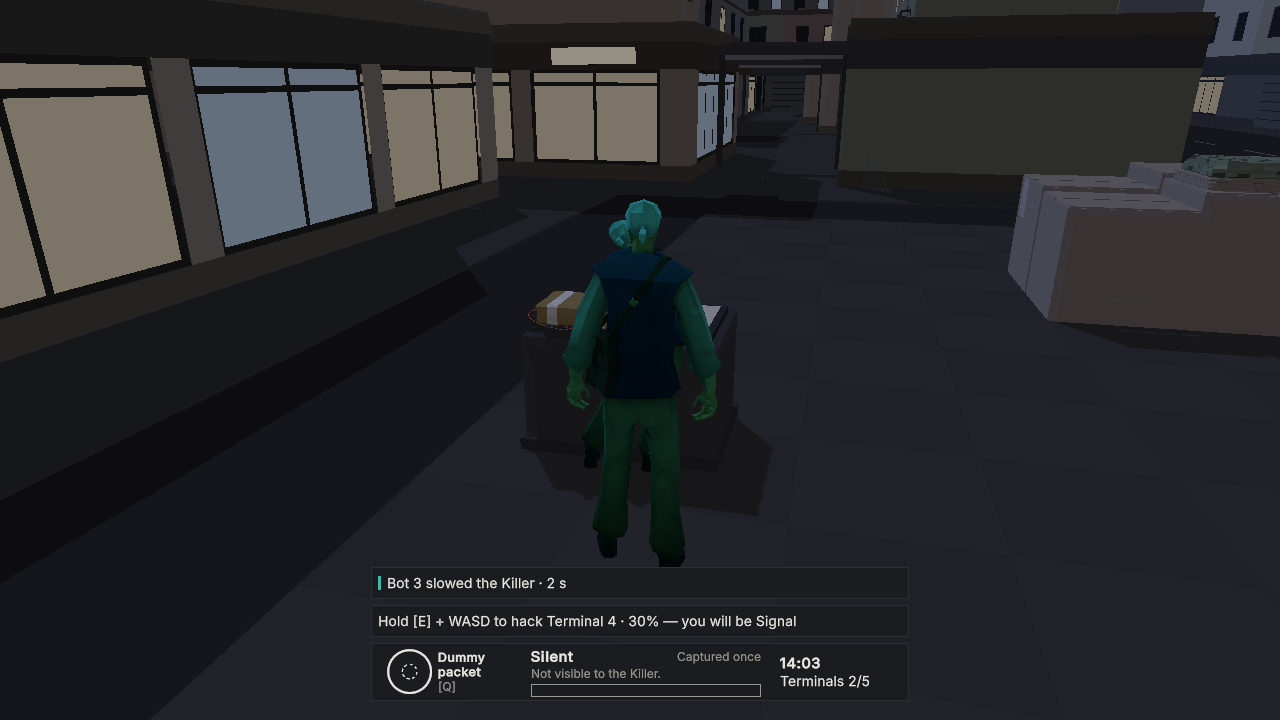 Bot 3 slowed the Killer · 2 s
Hold [E] + WASD to hack Terminal 4 · 30% — you will be Signal
Dummy packet
[Q]
Silent
Captured once
Not visible to the Killer.
14:03
Terminals 2/5